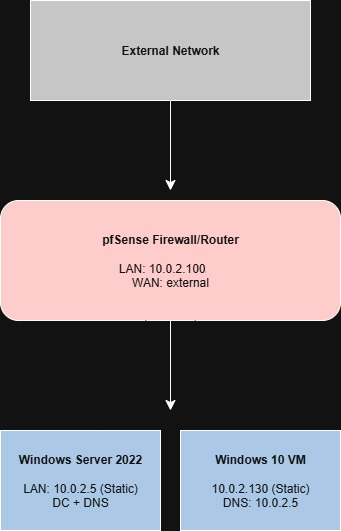 External Network
pfSense Firewall/Router
LAN: 10.0.2.100
WAN: external
Windows Server 2022
LAN: 10.0.2.5 (Static)
DC + DNS
Windows 10 VM
10.0.2.130 (Static)
DNS: 10.0.2.5